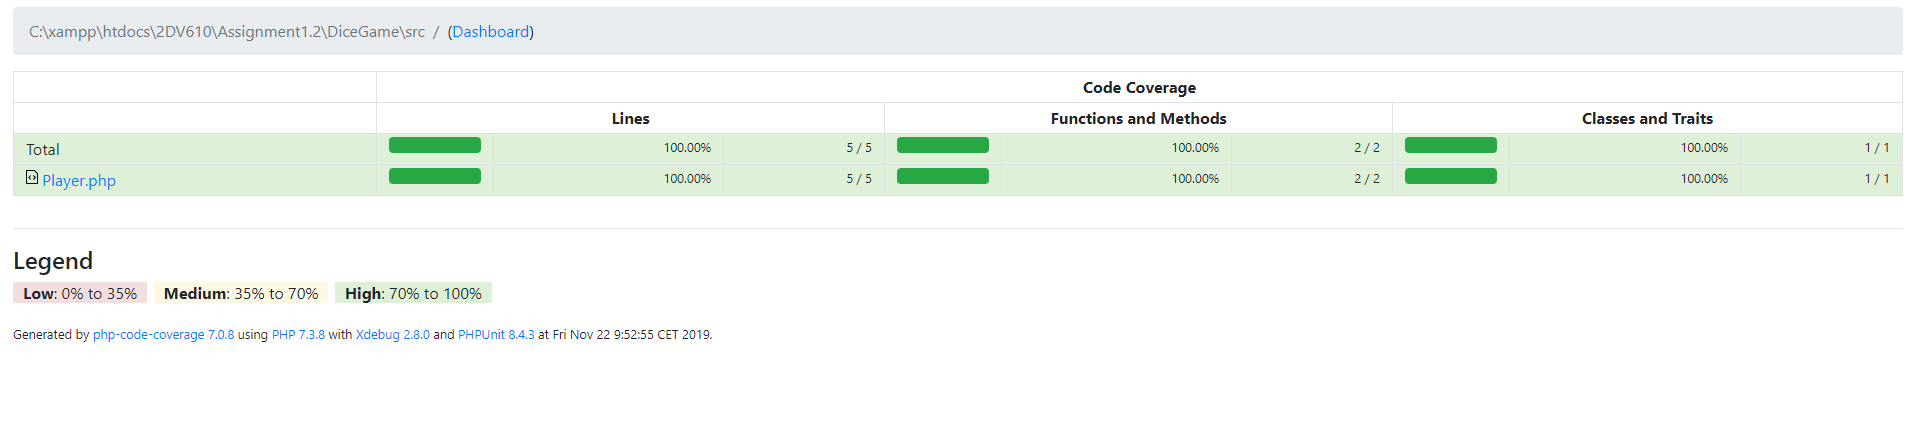 C:\xampp\htdocs\2DV610\Assignment1.2\DiceGame\src / (Dashboard)
Code Coverage
Lines Functions and Methods Classes and Traits
Total 100.00% 5 / 5 100.00% 2 / 2 100.00% 1 / 1
Player.php 100.00% 5 / 5 100.00% 2 / 2 100.00% 1 / 1
Legend
Low: 0% to 35% Medium: 35% to 70% High: 70% to 100%
Generated by php-code-coverage 7.0.8 using PHP 7.3.8 with Xdebug 2.8.0 and PHPUnit 8.4.3 at Fri Nov 22 9:52:55 CET 2019.